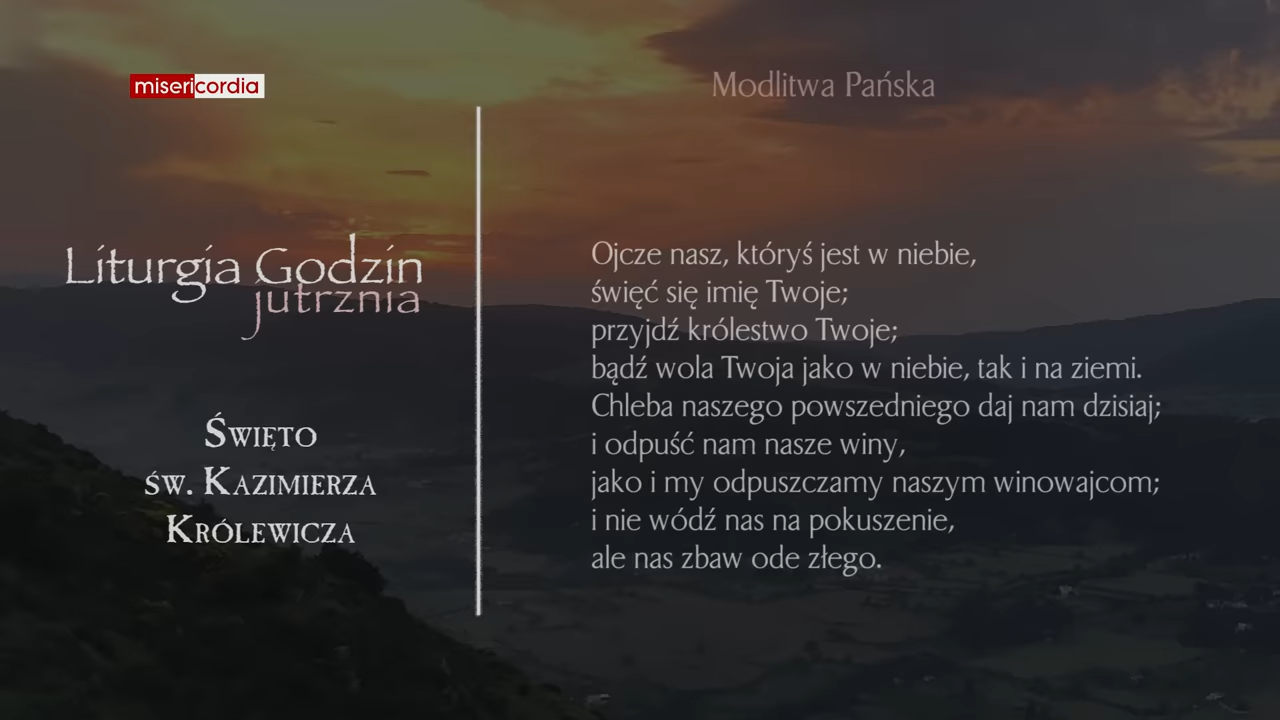 misericordia
Liturgia Godzin
jutrznia
Święto
św. Kazimierza
Królewicza
Modlitwa Pańska
Ojcze nasz, któryś jest w niebie,
święć się imię Twoje;
przyjdź królestwo Twoje;
bądź wola Twoja jako w niebie, tak i na ziemi.
Chleba naszego powszedniego daj nam dzisiaj;
i odpuść nam nasze winy,
jako i my odpuszczamy naszym winowajcom;
i nie wódź nas na pokuszenie,
ale nas zbaw ode złego.